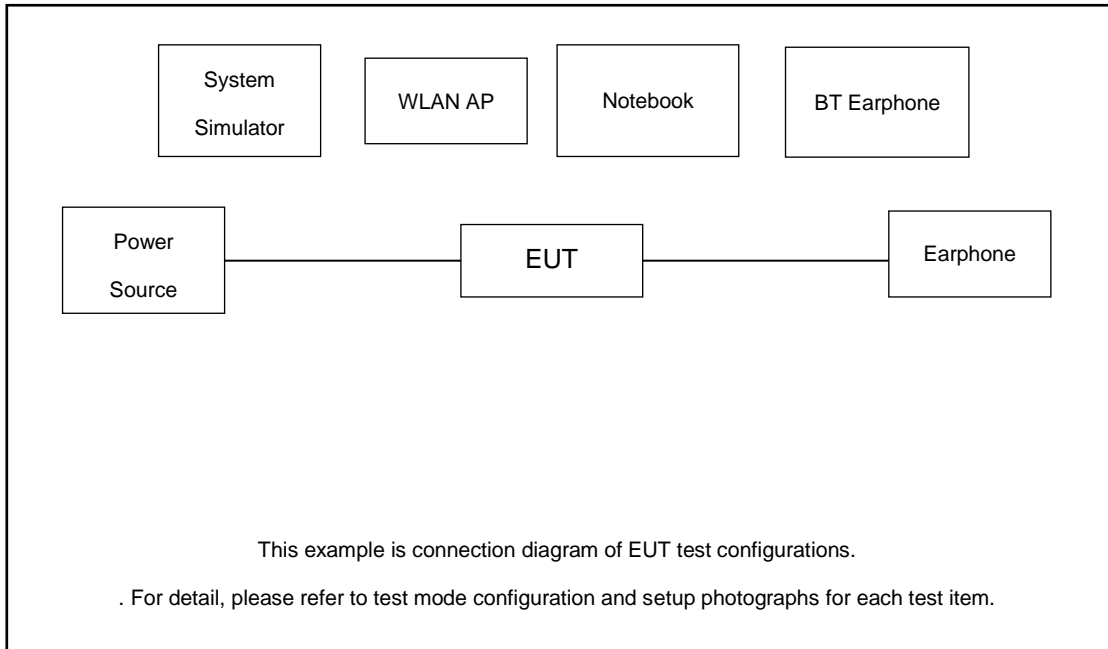 System
Simulator
WLAN AP
Notebook
BT Earphone
Power
Source
EUT
Earphone
This example is connection diagram of EUT test configurations.
. For detail, please refer to test mode configuration and setup photographs for each test item.